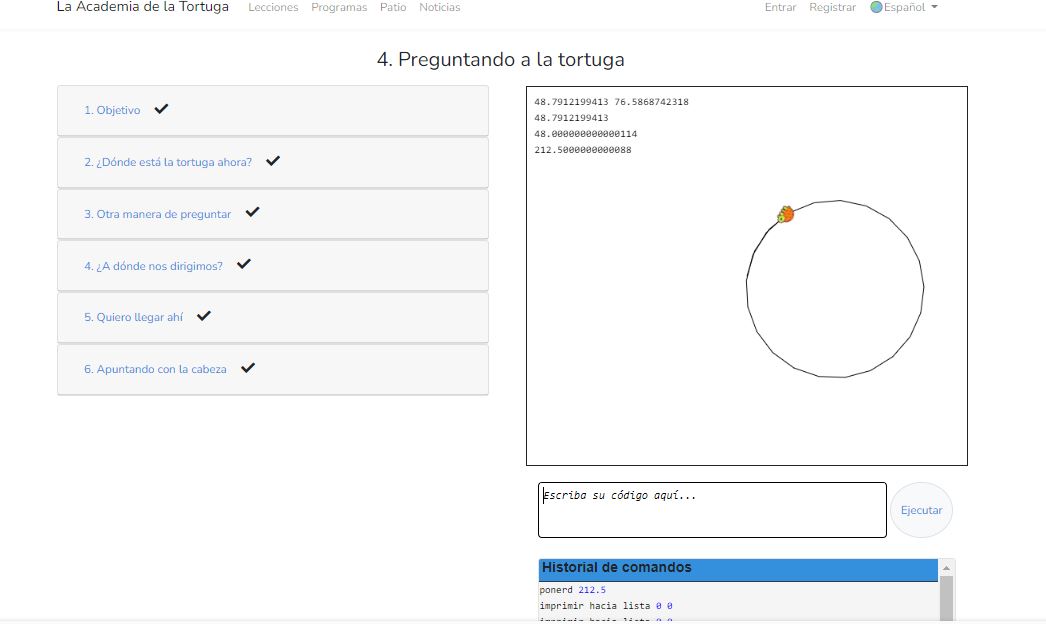 La Academia de la Tortuga Lecciones Programas Patio Noticias Entrar Registrar Español
4. Preguntando a la tortuga
1. Objetivo
2. ¿Dónde está la tortuga ahora?
3. Otra manera de preguntar
4. ¿A dónde nos dirigimos?
5. Quiero llegar ahí
6. Apuntando con la cabeza
48.7912199413 76.5868742318
48.7912199413
48.000000000000114
212.5000000000088
Escriba su código aquí...
Ejecutar
Historial de comandos
ponerd 212.5
imprimir hacia lista 0 0